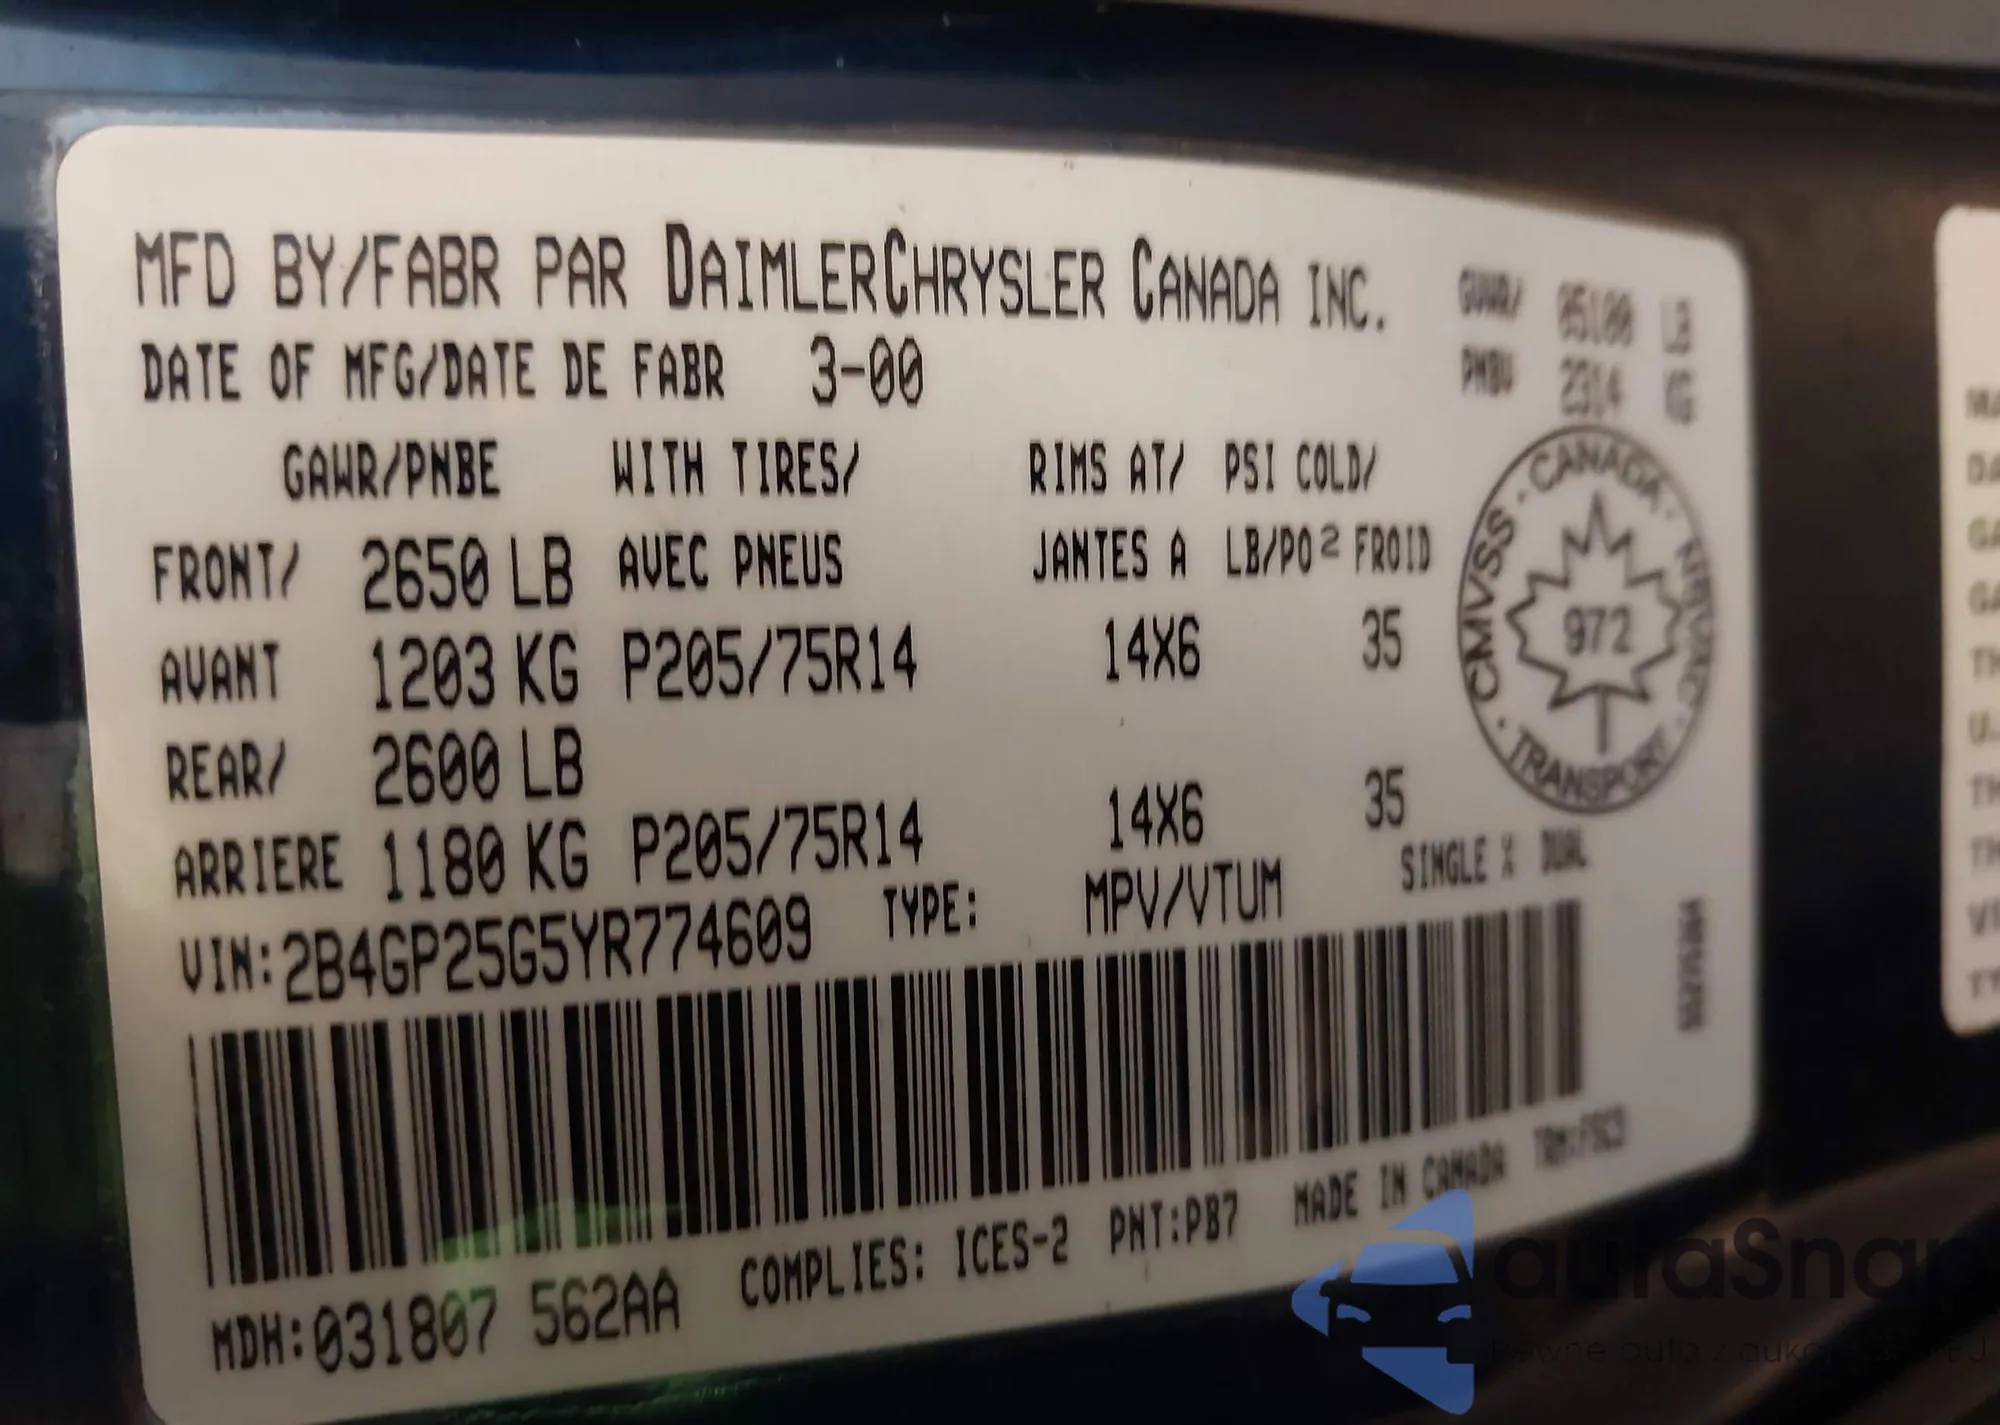 MFD BY/FABR PAR DAIMLERCHRYSLER CANADA INC.
GVWR/ 05100 LB
DATE OF MFG/DATE DE FABR 3-00
PNBV 2314 KG
GAWR/PNBE WITH TIRES/ RIMS AT/ PSI COLD/
FRONT/ 2650 LB AVEC PNEUS JANTES A LB/PO² FROID
AVANT 1203 KG P205/75R14 14X6 35
REAR/ 2600 LB
ARRIERE 1180 KG P205/75R14 14X6 35
CANADA
CMVSS
972
TRANSPORT
SINGLE X DUAL
VIN:2B4GP25G5YR774609 TYPE: MPV/VTUM
MDH:031807 562AA COMPLIES: ICES-2 PNT:PB7 MADE IN CANADA
auraSnap